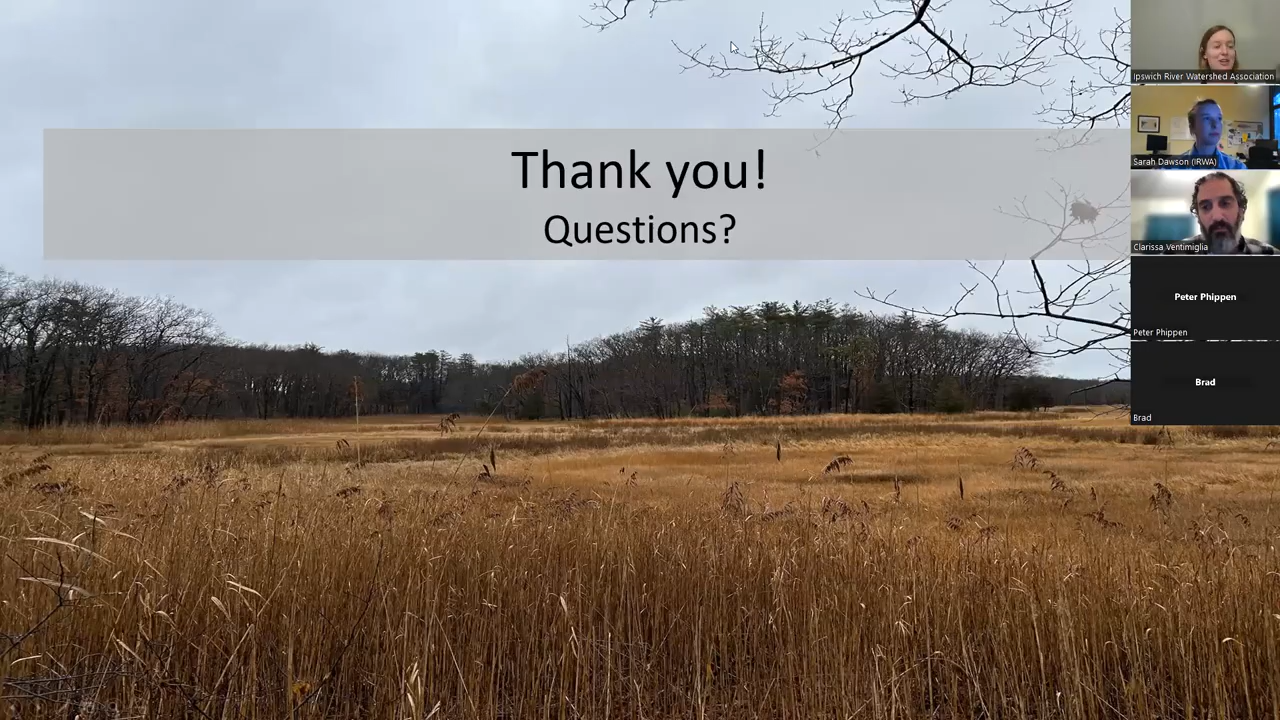 Thank you!
Questions?
Ipswich River Watershed Association
Sarah Dawson (IRWA)
Clarissa Ventimiglia
Peter Phippen
Peter Phippen
Brad
Brad